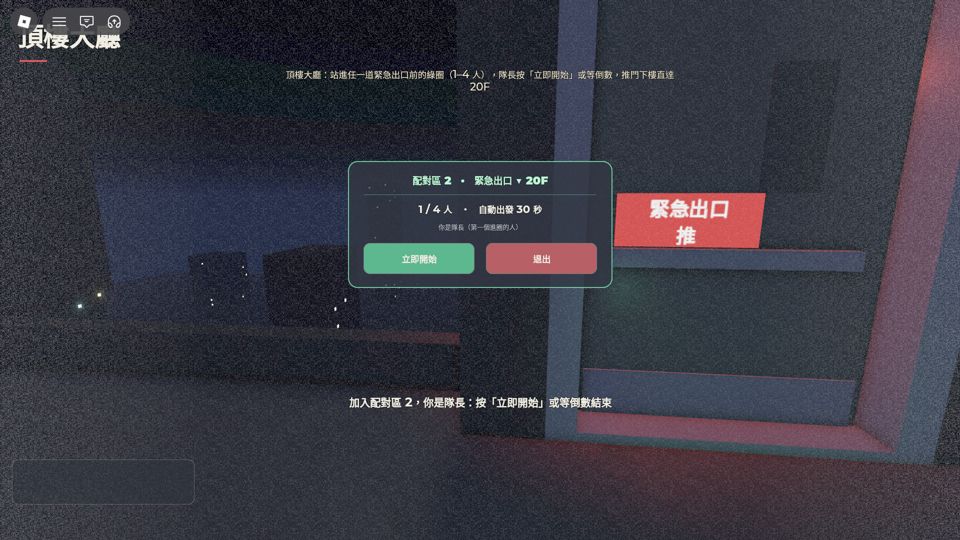 頂樓大廳
頂樓大廳：站進任一道緊急出口前的綠圈（1–4 人），隊長按「立即開始」或等倒數，推門下樓直達
20F
配對區 2 • 緊急出口 ▼ 20F
1 / 4 人 • 自動出發 30 秒
你是隊長（第一個進圈的人）
立即開始
退出
緊急出口
推
加入配對區 2，你是隊長：按「立即開始」或等倒數結束